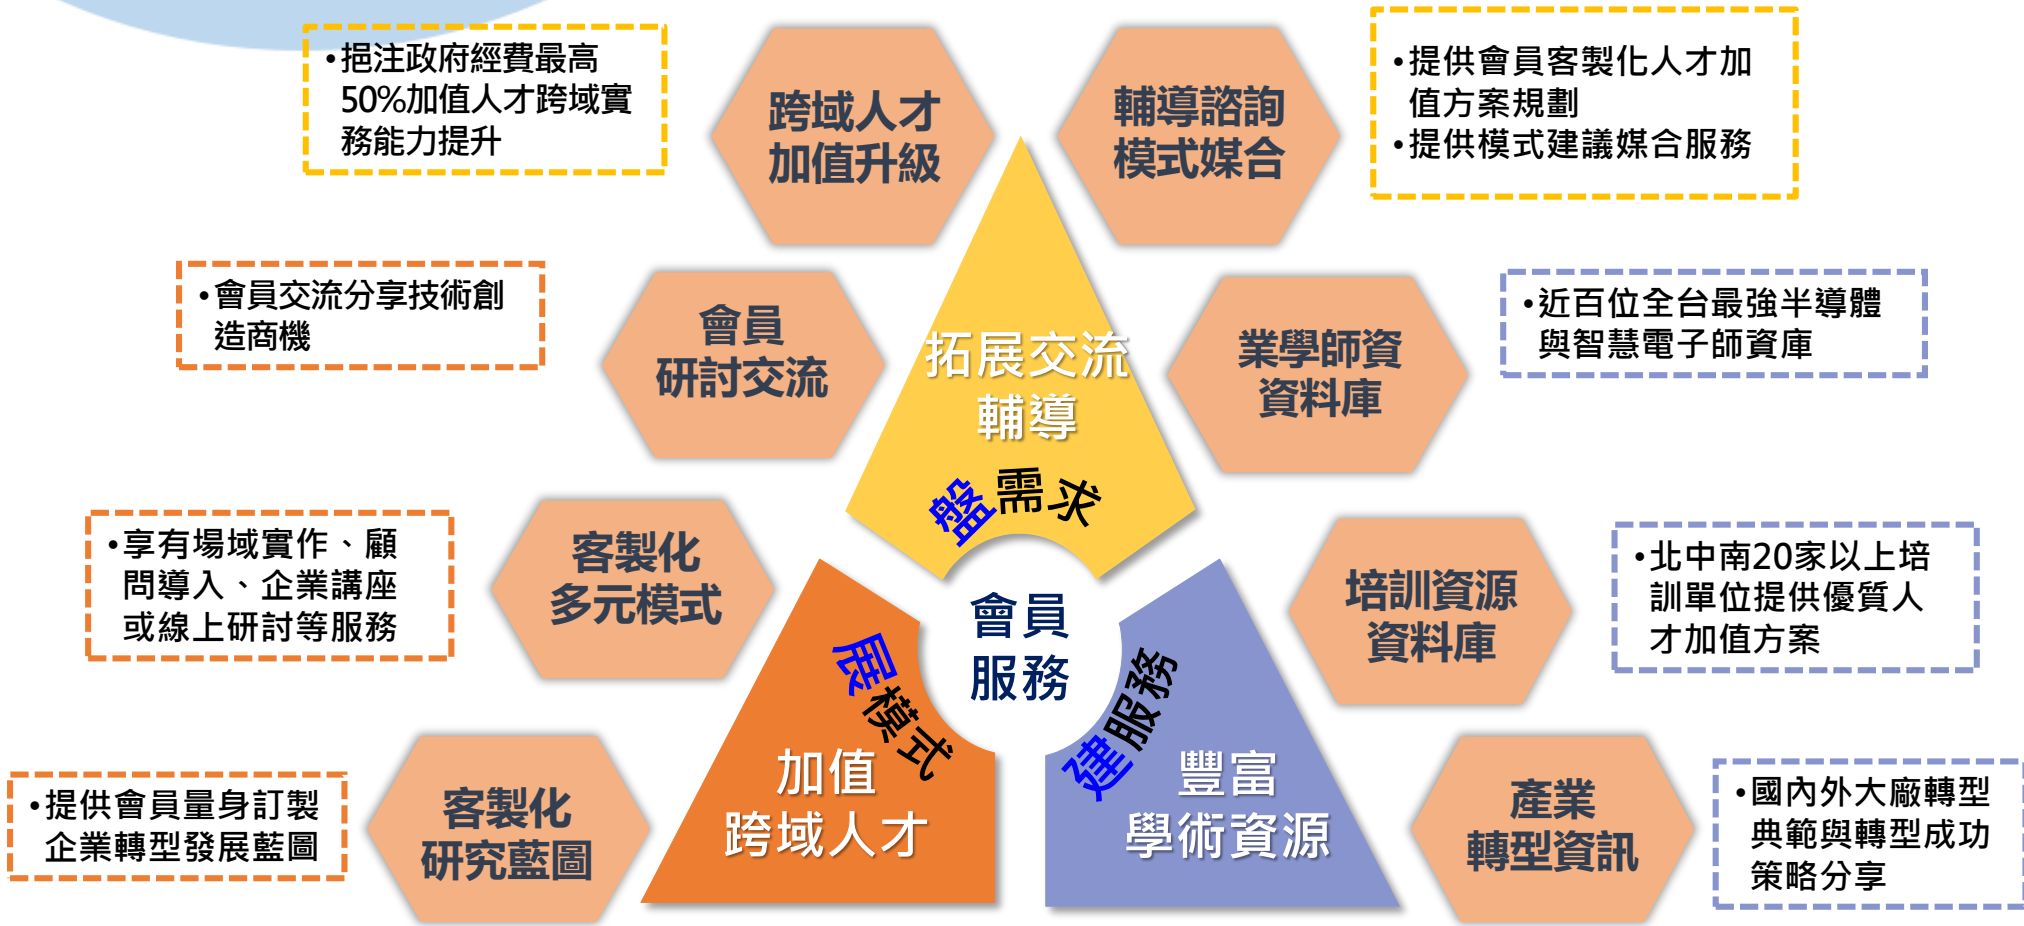 •挹注政府經費最高
50%加值人才跨域實
務能力提升
跨域人才
加值升級
輔導諮詢
模式媒合
•提供會員客製化人才加
值方案規劃
•提供模式建議媒合服務
•會員交流分享技術創
造商機
會員
研討交流
拓展交流
輔導
盤需求
業學師資
資料庫
•近百位全台最強半導體
與智慧電子師資庫
•享有場域實作、顧
問導入、企業講座
或線上研討等服務
客製化
多元模式
會員
服務
培訓資源
資料庫
•北中南20家以上培
訓單位提供優質人
才加值方案
展模式
建服務
•提供會員量身訂製
企業轉型發展藍圖
客製化
研究藍圖
加值
跨域人才
豐富
學術資源
產業
轉型資訊
•國內外大廠轉型
典範與轉型成功
策略分享